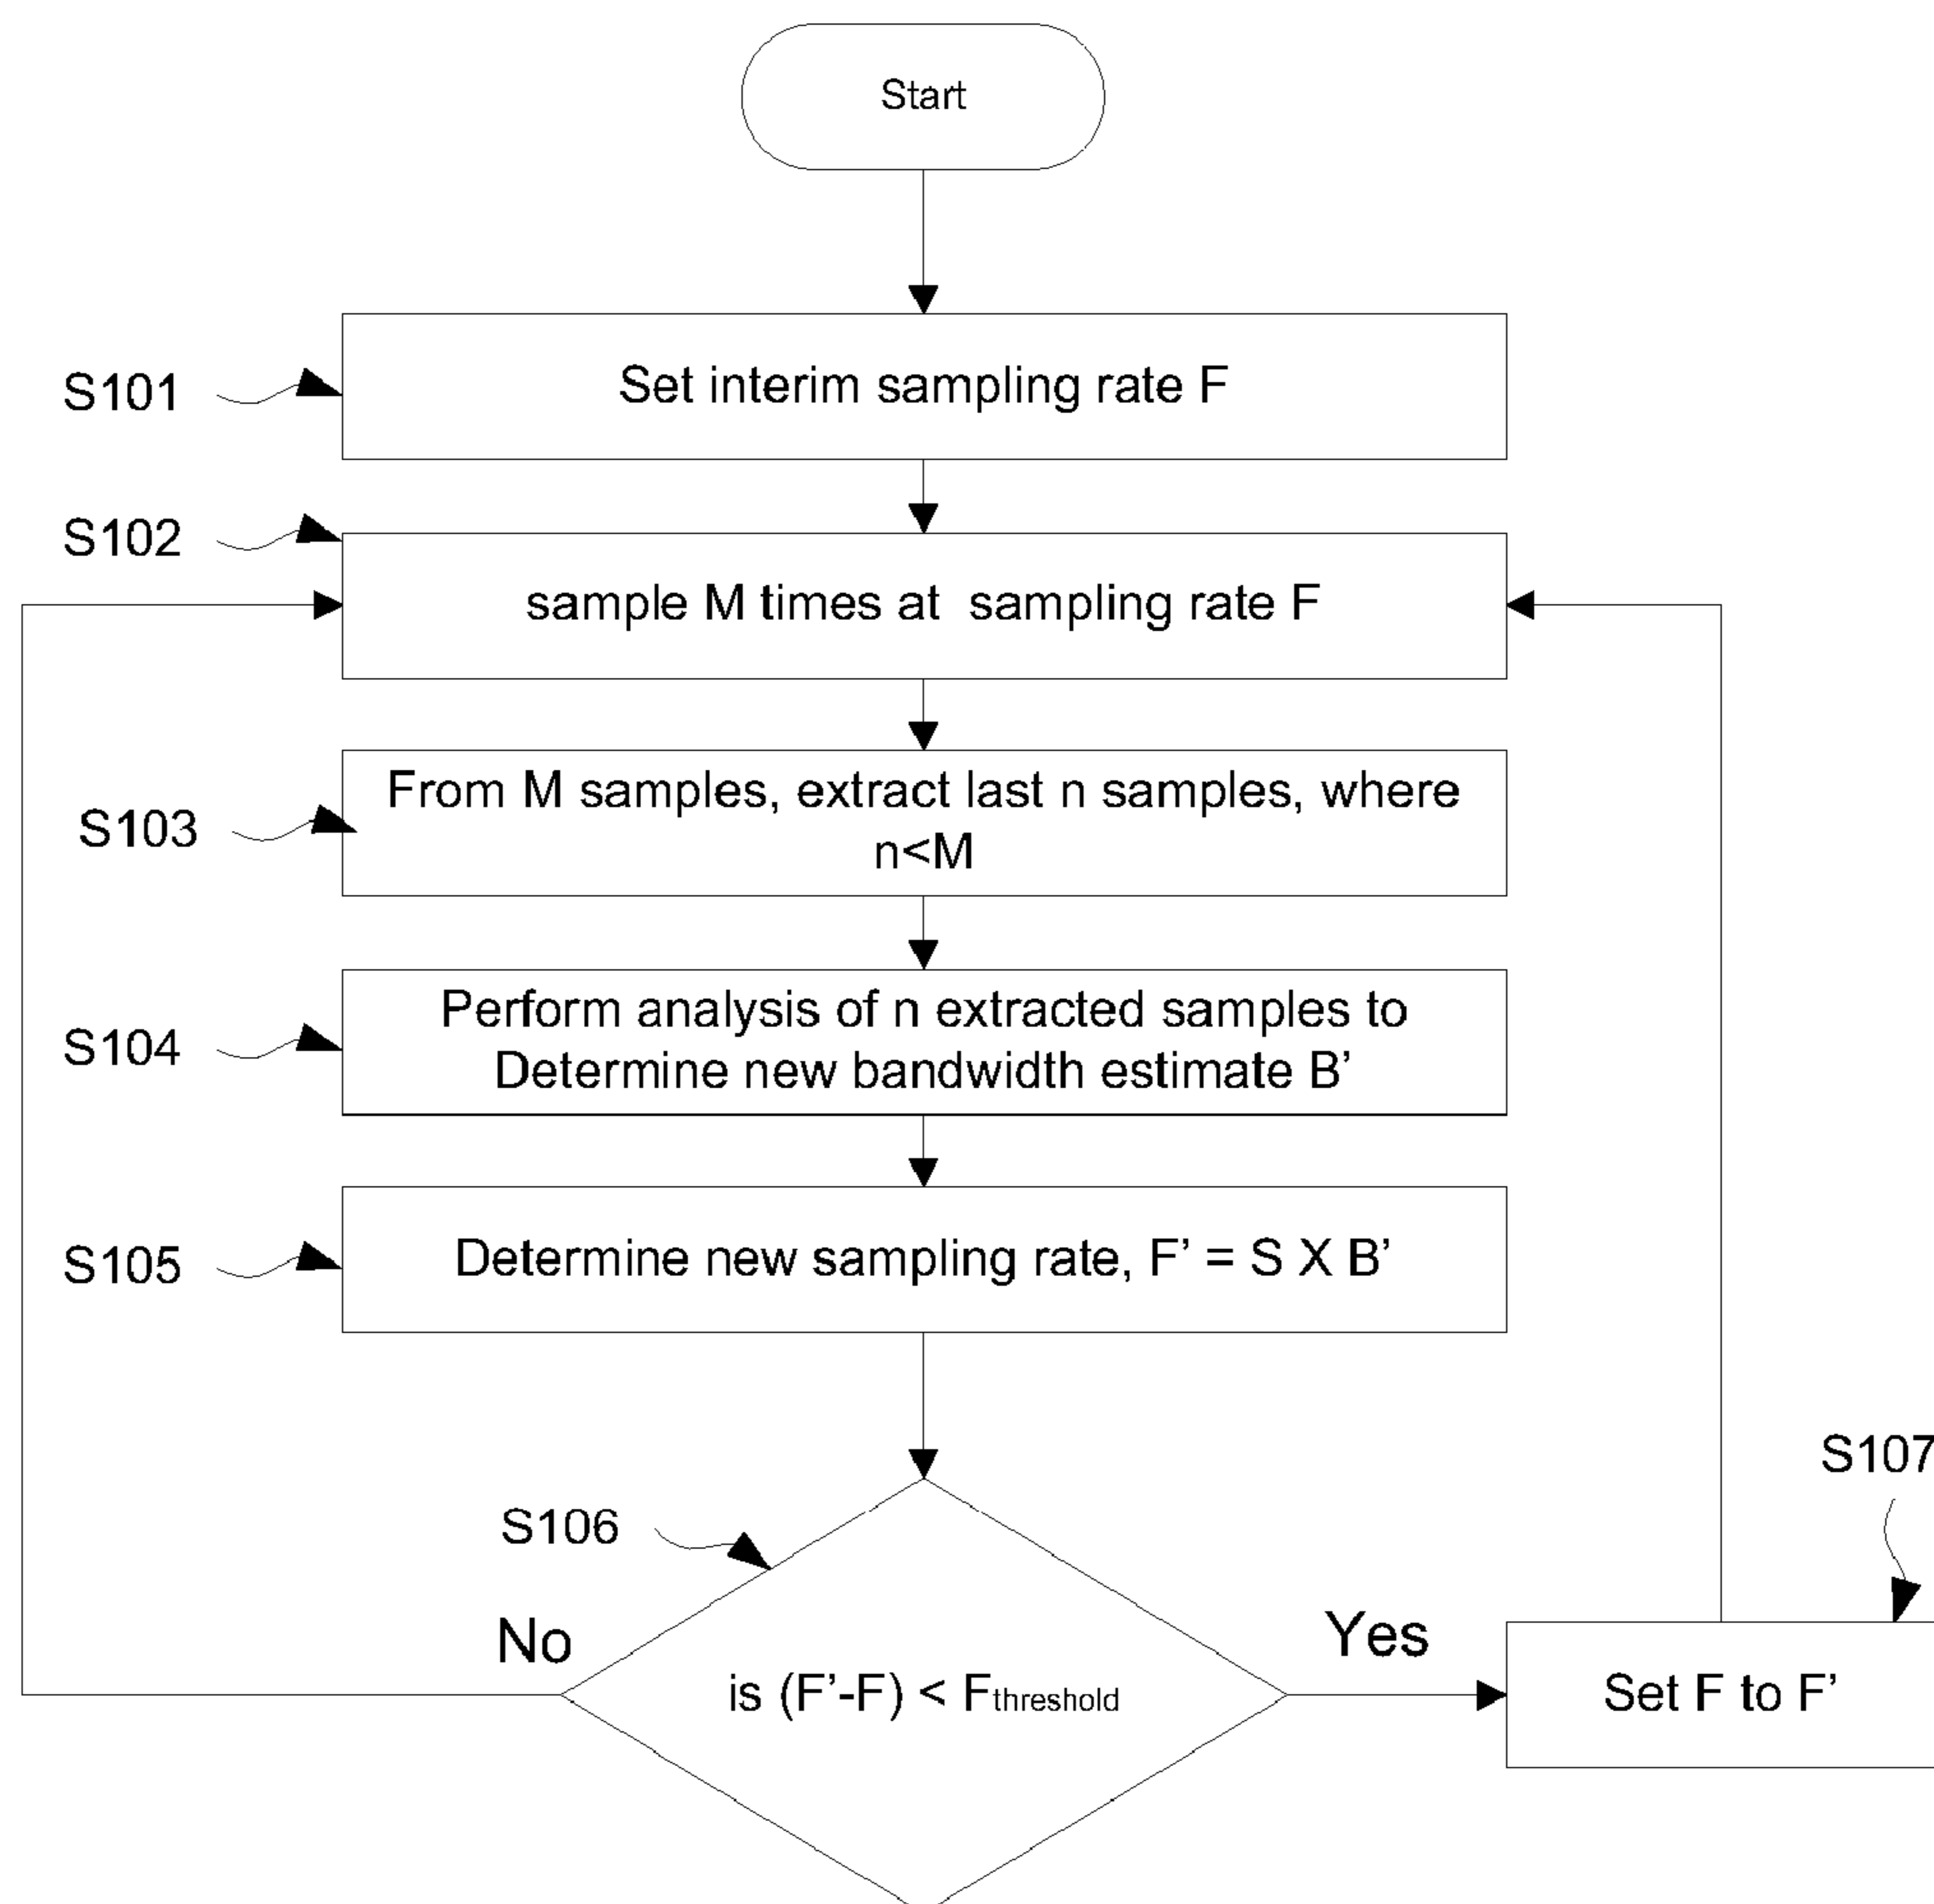 Start
S101
Set interim sampling rate F
S102
sample M times at sampling rate F
S103
From M samples, extract last n samples, where
n<M
S104
Perform analysis of n extracted samples to
Determine new bandwidth estimate B’
S105
Determine new sampling rate, F’ = S X B’
S107
S106
No
Yes
is (F’-F) < Fthreshold
Set F to F’